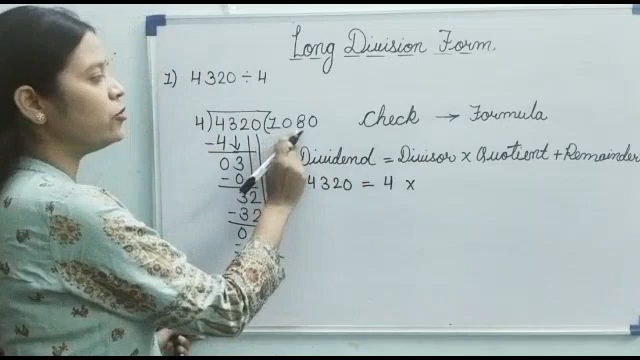 Long Division Form.
1) 4320 ÷ 4
4)4320(1080
Check → Formula
-4↓
Dividend = Divisor × Quotient + Remainder
03
4320 = 4 ×
-0
32
-32
0